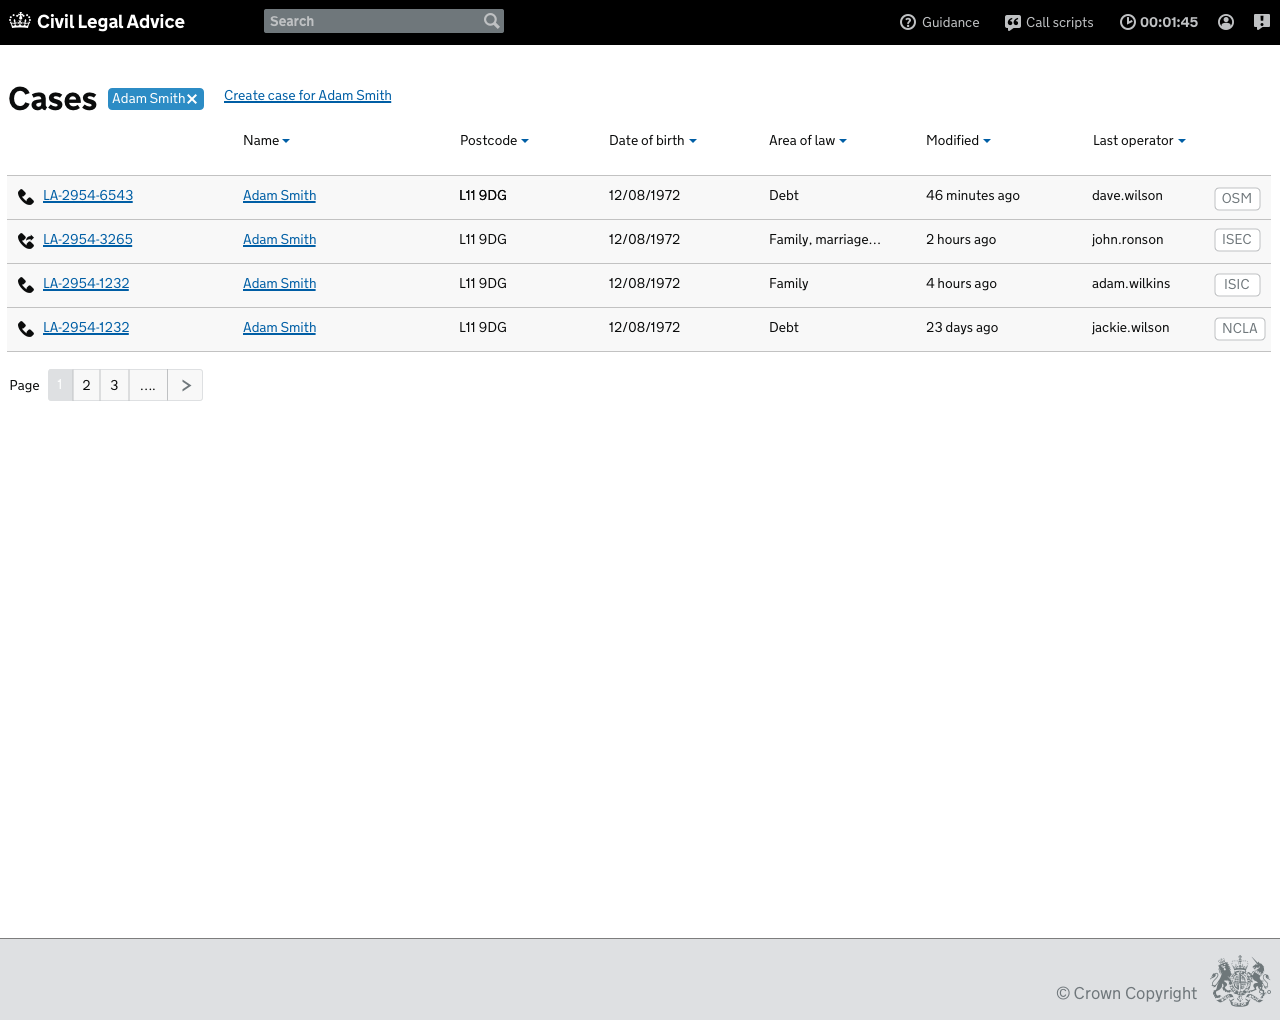 Civil Legal Advice Search Guidance Call scripts 00:01:45
Cases Adam Smith Create case for Adam Smith
Name Postcode Date of birth Area of law Modified Last operator
LA-2954-6543 Adam Smith L11 9DG 12/08/1972 Debt 46 minutes ago dave.wilson OSM
LA-2954-3265 Adam Smith L11 9DG 12/08/1972 Family, marriage... 2 hours ago john.ronson ISEC
LA-2954-1232 Adam Smith L11 9DG 12/08/1972 Family 4 hours ago adam.wilkins ISIC
LA-2954-1232 Adam Smith L11 9DG 12/08/1972 Debt 23 days ago jackie.wilson NCLA
Page 1 2 3 .... >
© Crown Copyright